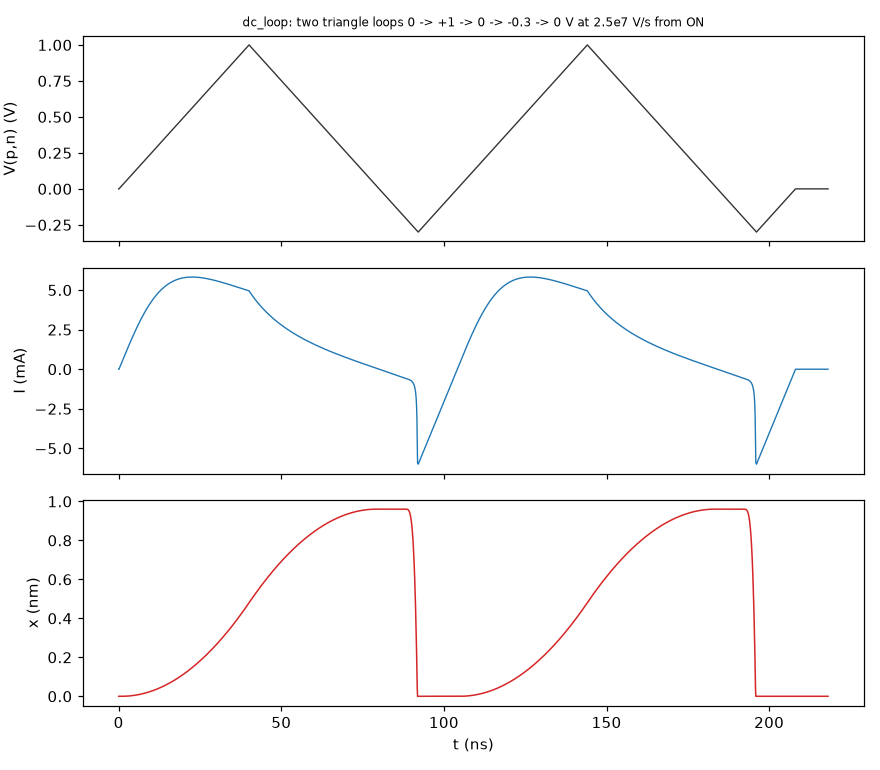 dc_loop: two triangle loops 0 -> +1 -> 0 -> -0.3 -> 0 V at 2.5e7 V/s from ON
V(p,n) (V)
1.00
0.75
0.50
0.25
0.00
−0.25
I (mA)
5.0
2.5
0.0
−2.5
−5.0
x (nm)
1.0
0.8
0.6
0.4
0.2
0.0
0 50 100 150 200
t (ns)